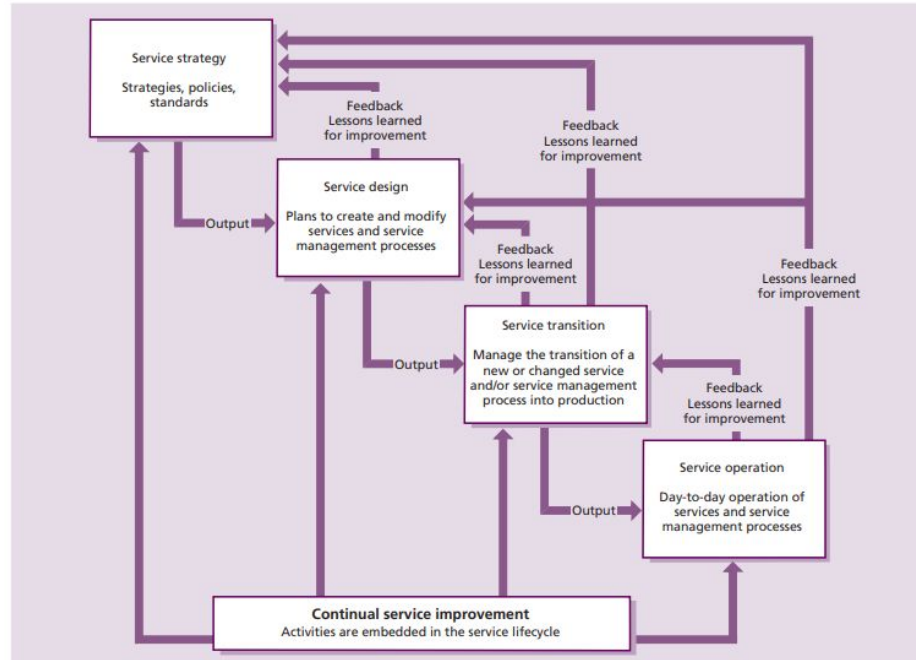 Service strategy
Strategies, policies,
standards
Feedback
Lessons learned
for improvement
Feedback
Lessons learned
for improvement
Service design
Plans to create and modify
services and service
management processes
Output
Feedback
Lessons learned
for improvement
Feedback
Lessons learned
for improvement
Service transition
Manage the transition of a
new or changed service
and/or service management
process into production
Output
Feedback
Lessons learned
for improvement
Service operation
Day-to-day operation of
services and service
management processes
Output
Continual service improvement
Activities are embedded in the service lifecycle